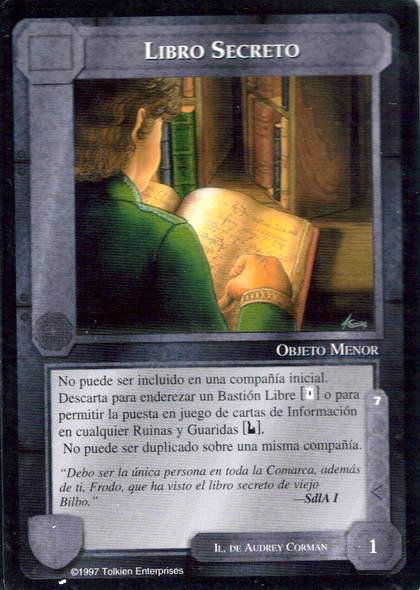 LIBRO SECRETO
OBJETO MENOR
No puede ser incluido en una compañía inicial.
Descarta para enderezar un Bastión Libre [ ] o para
permitir la puesta en juego de cartas de Información
en cualquier Ruinas y Guaridas [ ].
No puede ser duplicado sobre una misma compañía.
7
"Debo ser la única persona en toda la Comarca, además
de ti, Frodo, que ha visto el libro secreto de viejo
Bilbo."
—SdlA I
©1997 Tolkien Enterprises
IL. DE AUDREY CORMAN
1